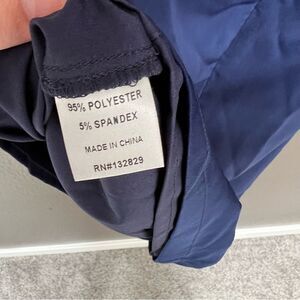 95% POLYESTER
5% SPANDEX
MADE IN CHINA
RN#132829